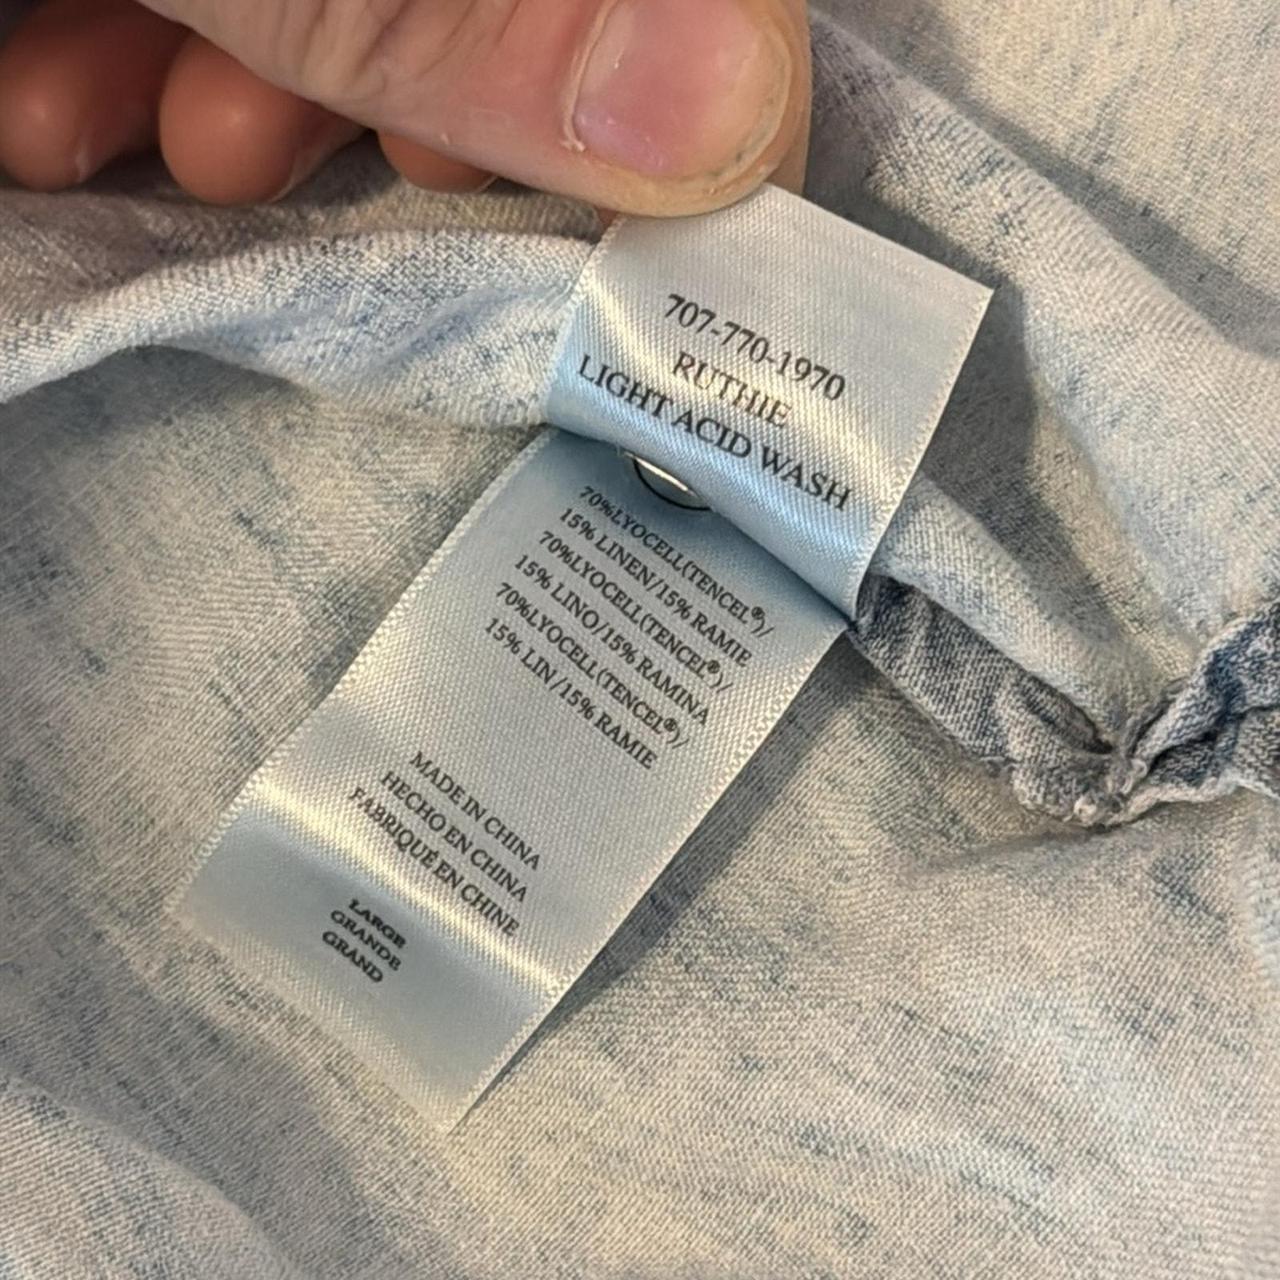 707-770-1970
RUTHIE
LIGHT ACID WASH
70%LYOCELL(TENCEL®)/
15% LINEN/15% RAMIE
70%LYOCELL(TENCEL®)/
15% LINO/15% RAMINA
70%LYOCELL(TENCEL®)/
15% LIN/15% RAMIE
MADE IN CHINA
HECHO EN CHINA
FABRIQUÉ EN CHINE
LARGE
GRANDE
GRAND